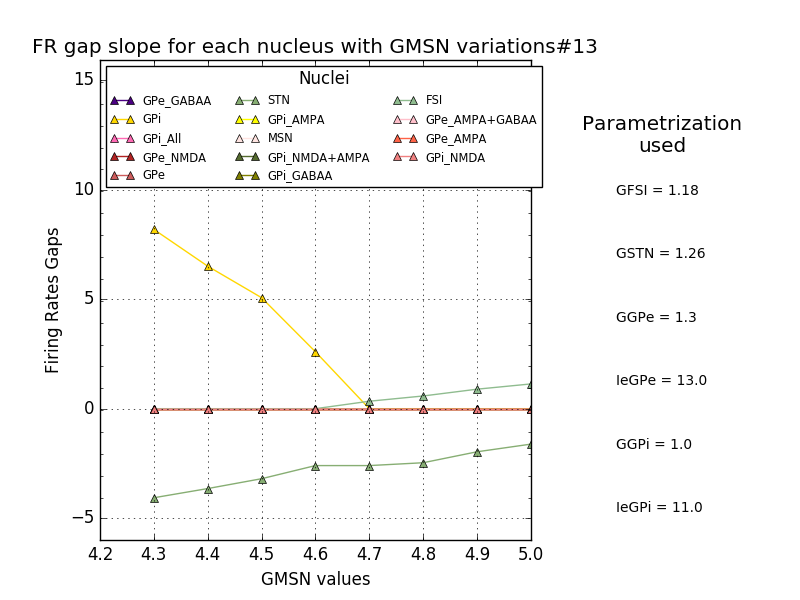 FR gap slope for each nucleus with GMSN variations#13
Nuclei
GPe_GABAA STN FSI
GPi GPi_AMPA GPe_AMPA+GABAA
GPi_All MSN GPe_AMPA
GPe_NMDA GPi_NMDA+AMPA GPi_NMDA
GPe GPi_GABAA
15
10
5
0
−5
Firing Rates Gaps
4.2 4.3 4.4 4.5 4.6 4.7 4.8 4.9 5.0
GMSN values
Parametrization
used
GFSI = 1.18
GSTN = 1.26
GGPe = 1.3
IeGPe = 13.0
GGPi = 1.0
IeGPi = 11.0